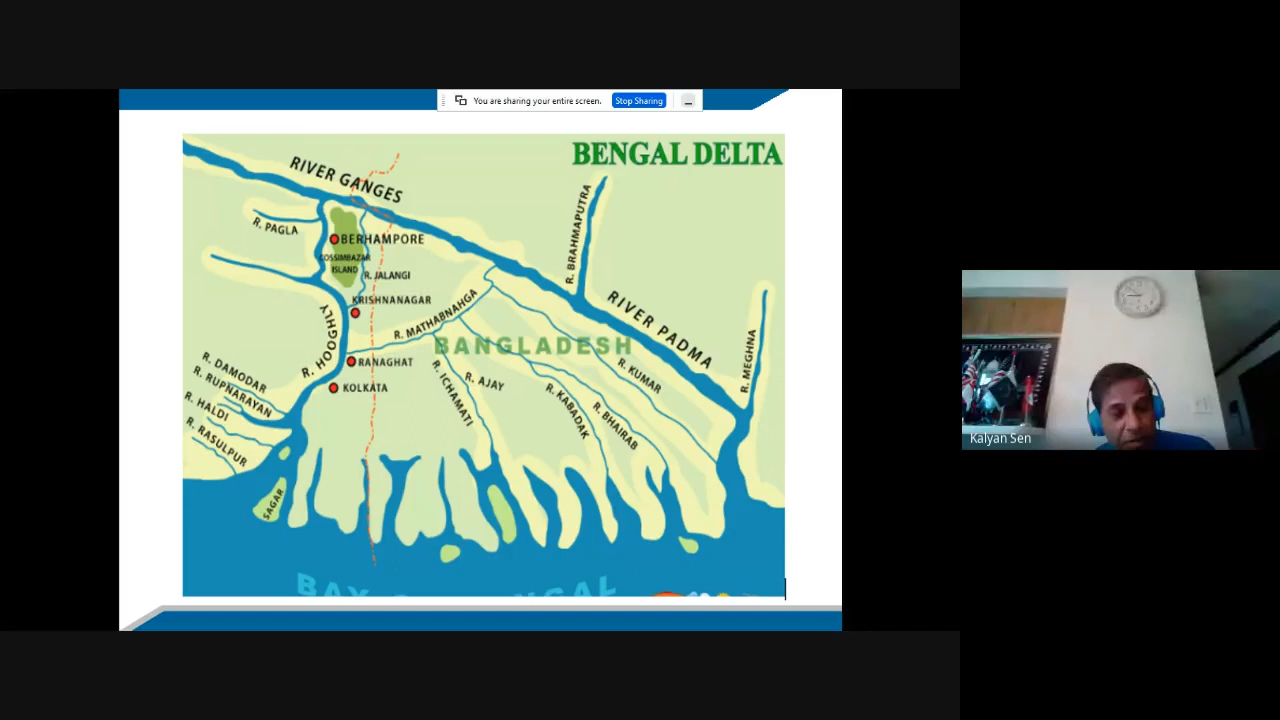 You are sharing your entire screen.
Stop Sharing
BENGAL DELTA
RIVER GANGES
R. BRAHMAPUTRA
R. PAGLA
BERHAMPORE
COSSIMBAZAR
ISLAND
R. JALANGI
KRISHNANAGAR
R. MATHABNAHGA
RIVER PADMA
R. HOOGHLY
BANGLADESH
R. MEGHNA
RANAGHAT
KOLKATA
R. DAMODAR
R. RUPNARAYAN
R. HALDI
R. RASULPUR
R. ICHAMATI
R. AJAY
R. KABADAK
R. BHAIRAB
R. KUMAR
SAGAR
BAY
Kalyan Sen